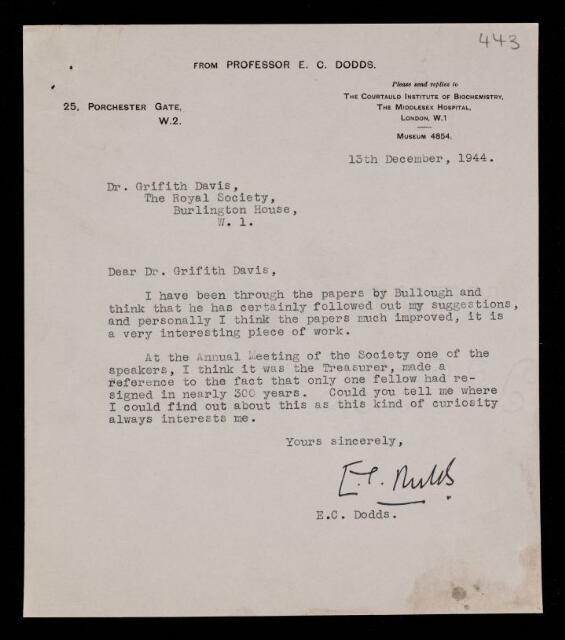 443
FROM PROFESSOR E. C. DODDS.
Please send replies to
THE COURTAULD INSTITUTE OF BIOCHEMISTRY,
THE MIDDLESEX HOSPITAL,
LONDON, W.1
MUSEUM 4854.
25, PORCHESTER GATE,
W.2.
13th December, 1944.
Dr. Grifith Davis,
The Royal Society,
Burlington House,
W. 1.
Dear Dr. Grifith Davis,
I have been through the papers by Bullough and
think that he has certainly followed out my suggestions,
and personally I think the papers much improved, it is
a very interesting piece of work.
At the Annual Meeting of the Society one of the
speakers, I think it was the Treasurer, made a
reference to the fact that only one fellow had re-
signed in nearly 300 years. Could you tell me where
I could find out about this as this kind of curiosity
always interests me.
Yours sincerely,
E.C. Dodds
E.C. Dodds.